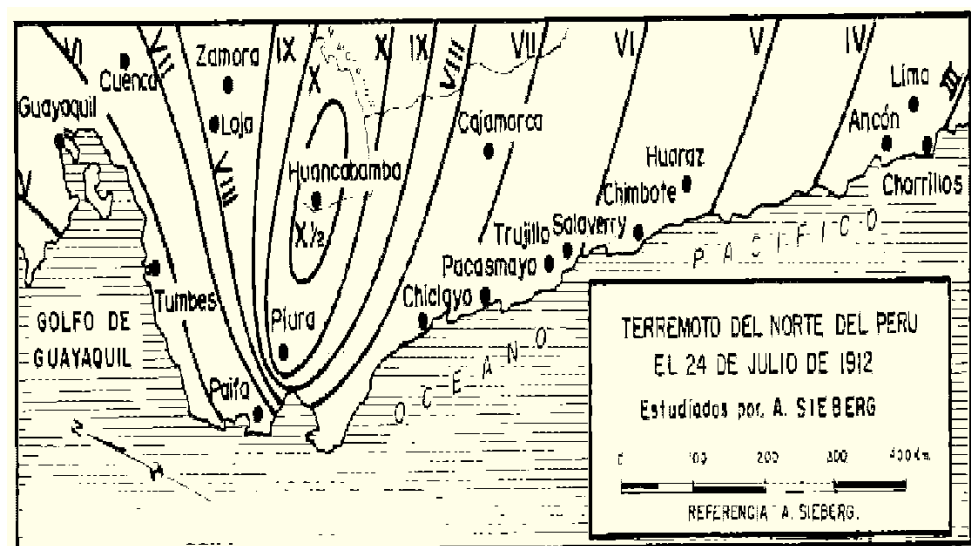 VI
VII
Zamora
IX
X
IX
VIII
VII
VI
V
IV
III
Cuenca
X
Lima
Guayaquil
Loja
Cajamarca
Ancón
Huancabamba
Huaraz
VIII
Chimbote
Chorrillos
V
X ½
Trujillo
Salaverry
Pacasmayo
Tumbes
Chiclayo
Piura
Paita
GOLFO DE
GUAYAQUIL
OCEANO PACIFICO
TERREMOTO DEL NORTE DEL PERU
EL 24 DE JULIO DE 1912
Estudiados por, A. SIEBERG
0 100 200 300 400 Km.
REFERENCIA A. SIEBERG.